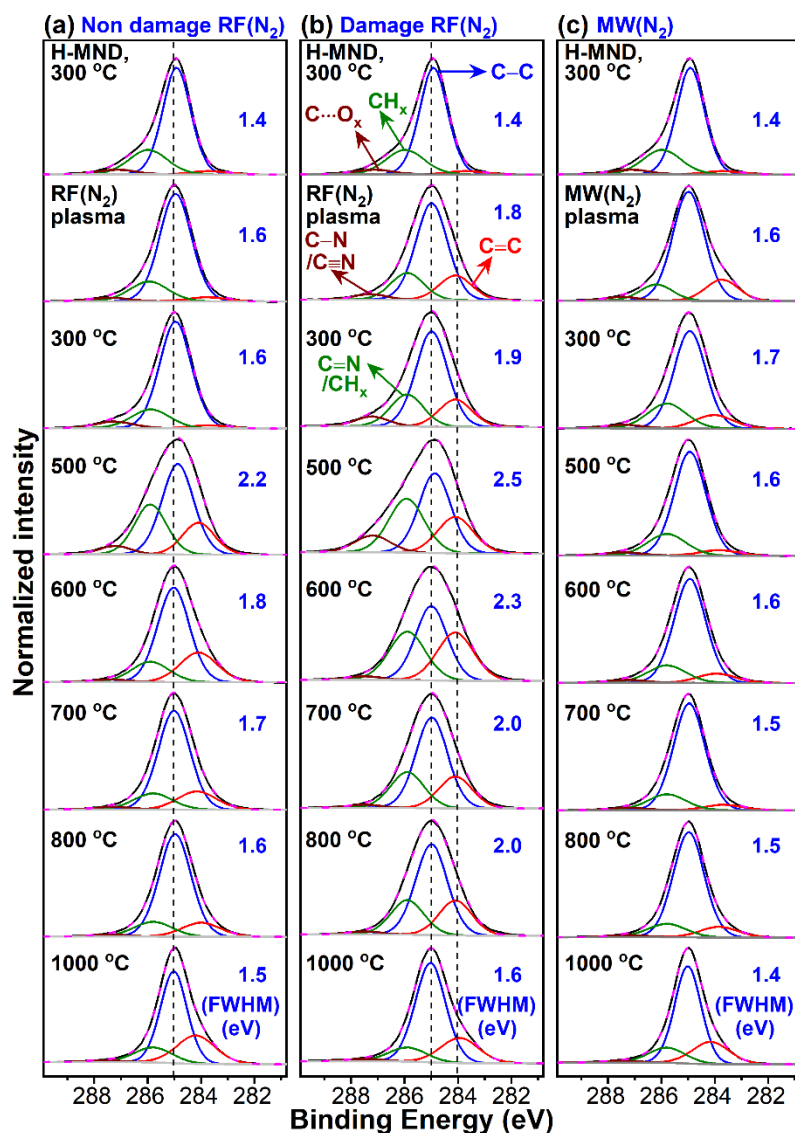 (a) Non damage RF(N₂)
H-MND,
300 °C
1.4
RF(N₂)
plasma
1.6
300 °C
1.6
500 °C
2.2
600 °C
1.8
700 °C
1.7
800 °C
1.6
1000 °C
1.5
(FWHM)
(eV)
(b) Damage RF(N₂)
H-MND,
300 °C
C–C
CHₓ
C···Oₓ
1.4
RF(N₂)
plasma
1.8
C–N
/C≡N
C=C
300 °C
1.9
C=N
/CHₓ
500 °C
2.5
600 °C
2.3
700 °C
2.0
800 °C
2.0
1000 °C
1.6
(FWHM)
(eV)
(c) MW(N₂)
H-MND,
300 °C
1.4
MW(N₂)
plasma
1.6
300 °C
1.7
500 °C
1.6
600 °C
1.6
700 °C
1.5
800 °C
1.5
1000 °C
1.4
(FWHM)
(eV)
Normalized intensity
288 286 284 282 288 286 284 282 288 286 284 282
Binding Energy (eV)